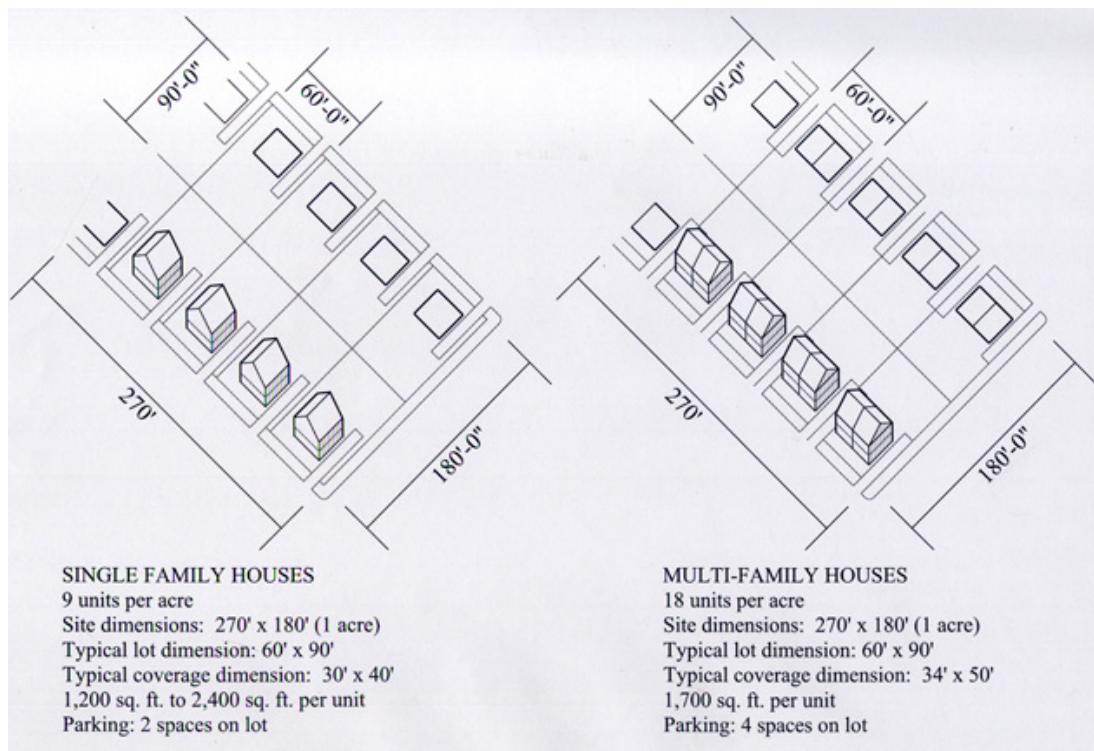 90'-0"
60'-0"
270'
180'-0"
SINGLE FAMILY HOUSES
9 units per acre
Site dimensions:  270' x 180' (1 acre)
Typical lot dimension: 60' x 90'
Typical coverage dimension:  30' x 40'
1,200 sq. ft. to 2,400 sq. ft. per unit
Parking: 2 spaces on lot
90'-0"
60'-0"
270'
180'-0"
MULTI-FAMILY HOUSES
18 units per acre
Site dimensions:  270' x 180' (1 acre)
Typical lot dimension: 60' x 90'
Typical coverage dimension:  34' x 50'
1,700 sq. ft. per unit
Parking: 4 spaces on lot